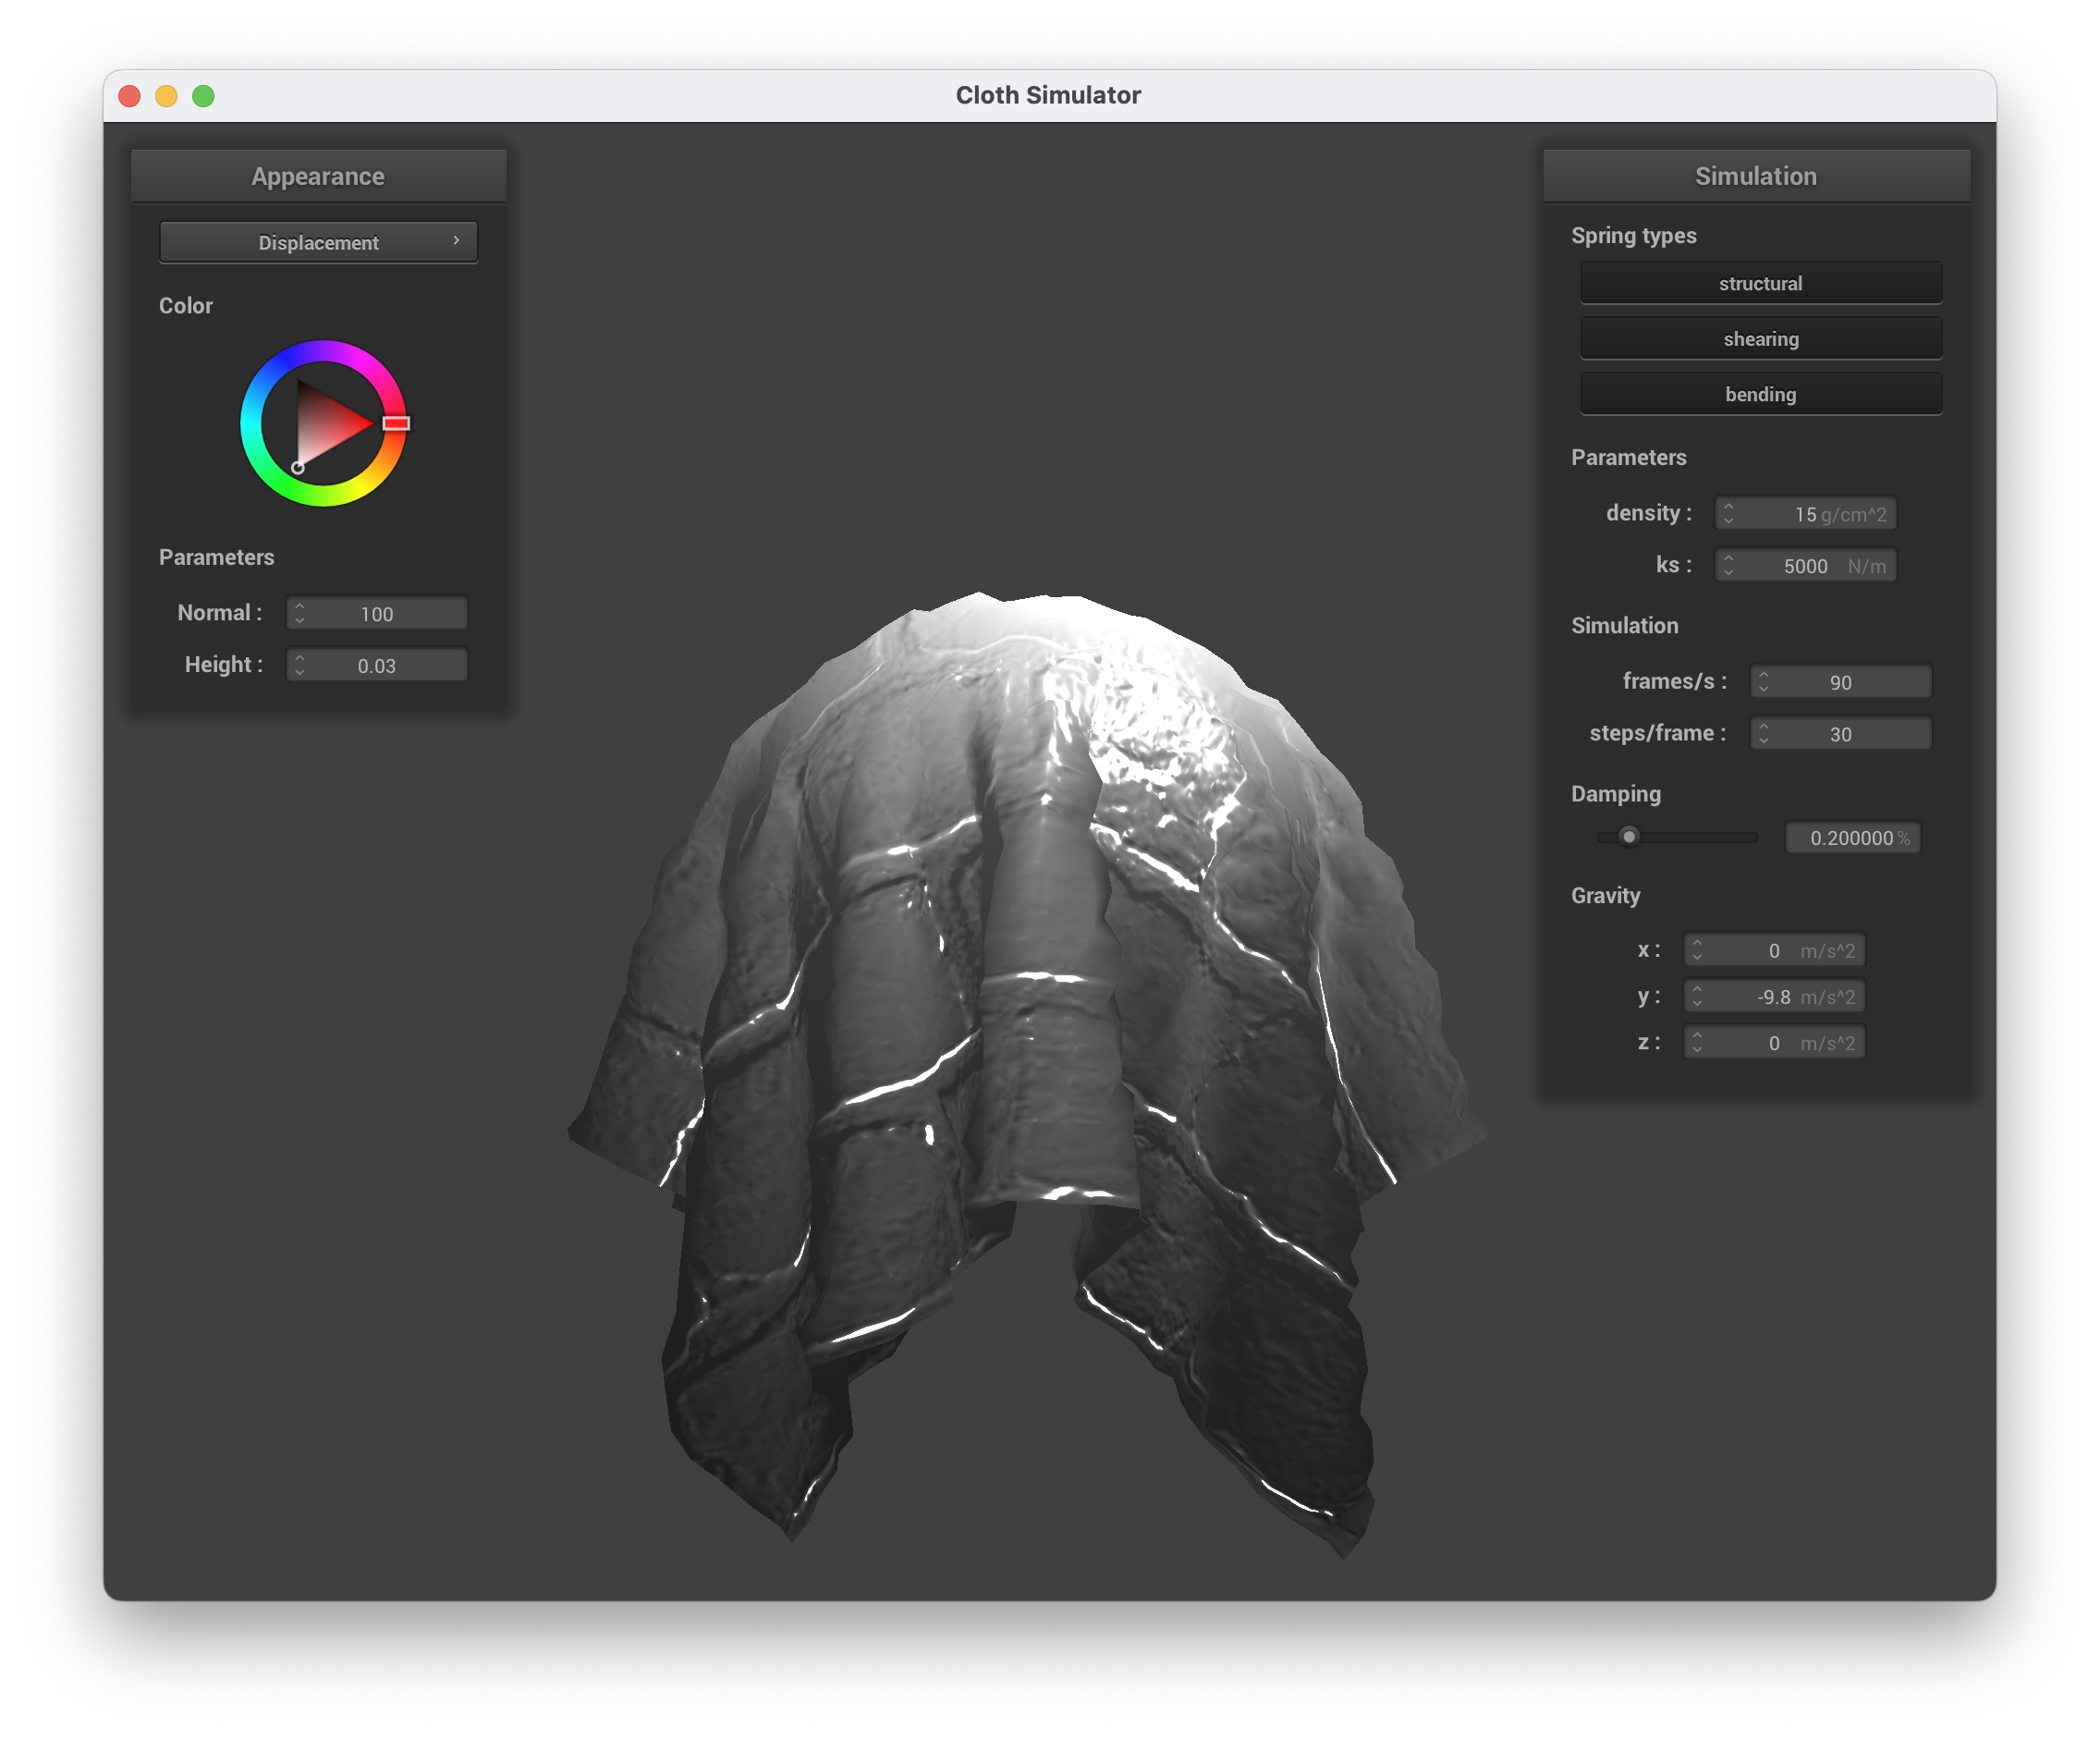 Cloth Simulator
Appearance
Displacement
Color
Parameters
Normal : 100
Height : 0.03
Simulation
Spring types
structural
shearing
bending
Parameters
density : 15 g/cm^2
ks : 5000 N/m
Simulation
frames/s : 90
steps/frame : 30
Damping
0.200000 %
Gravity
x : 0 m/s^2
y : -9.8 m/s^2
z : 0 m/s^2